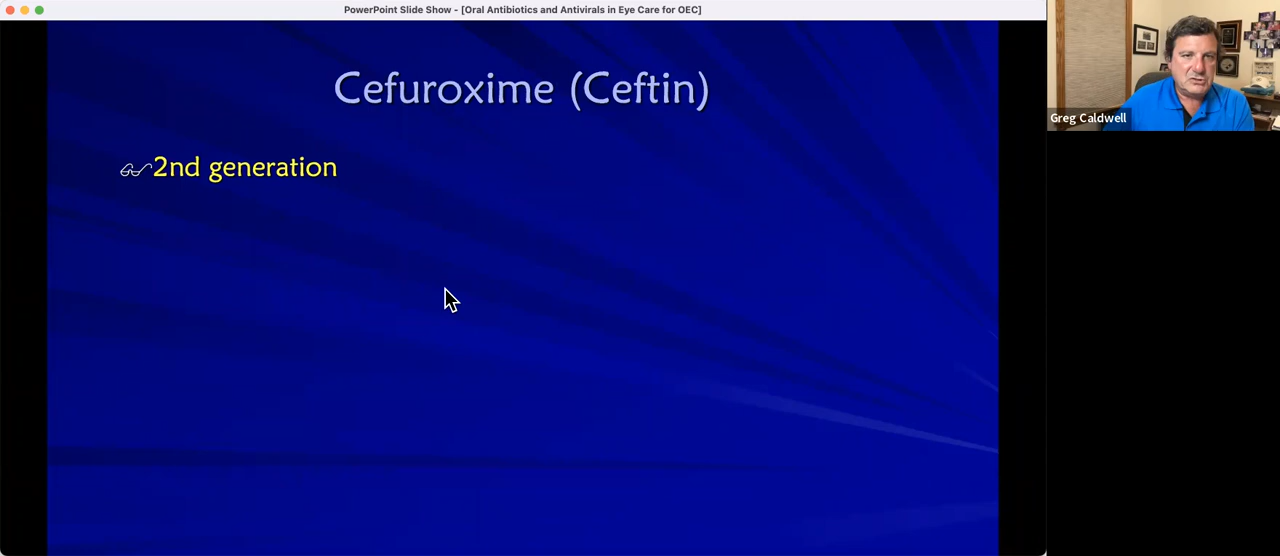 PowerPoint Slide Show - [Oral Antibiotics and Antivirals in Eye Care for OEC]
Cefuroxime (Ceftin)
2nd generation
Greg Caldwell